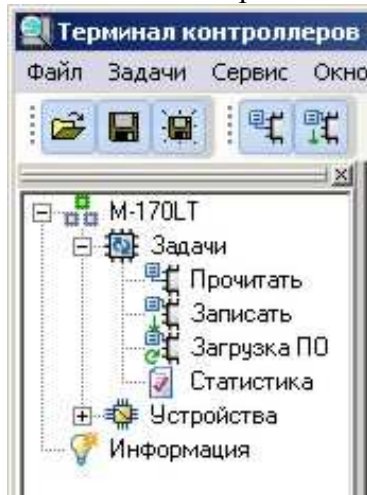 Терминал контроллеров
Файл Задачи Сервис Окно
M-170LT
Задачи
Прочитать
Записать
Загрузка ПО
Статистика
Устройства
Информация